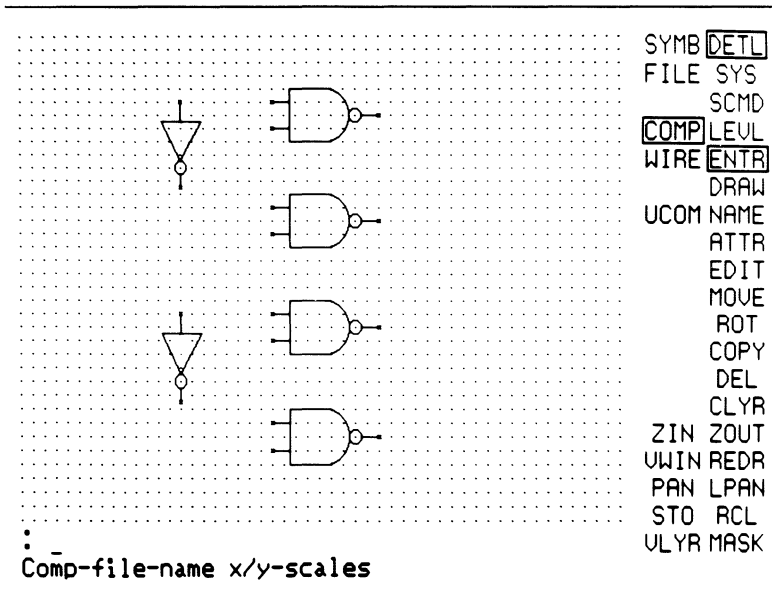 SYMB DETL
FILE SYS
SCMD
COMP LEVL
WIRE ENTR
DRAW
UCOM NAME
ATTR
EDIT
MOVE
ROT
COPY
DEL
CLYR
ZIN ZOUT
VWIN REDR
PAN LPAN
STO RCL
VLYR MASK
: _
Comp-file-name x/y-scales